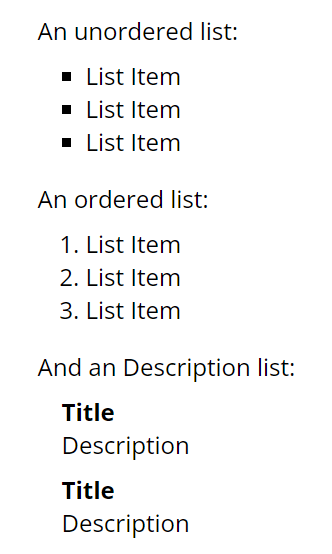 An unordered list:
▪ List Item
▪ List Item
▪ List Item
An ordered list:
1. List Item
2. List Item
3. List Item
And an Description list:
Title
Description
Title
Description